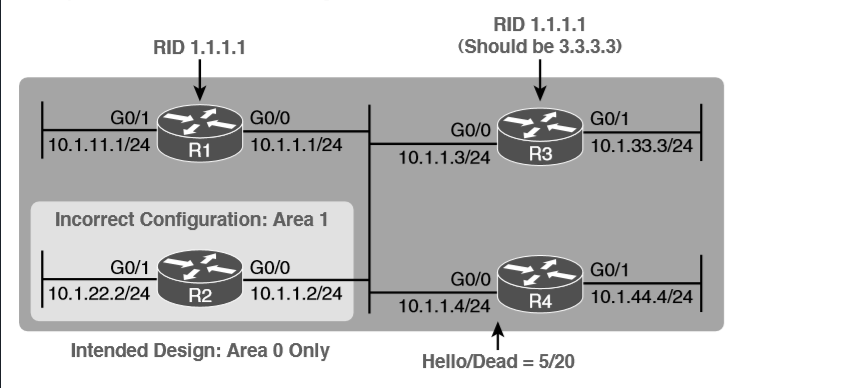 RID 1.1.1.1
RID 1.1.1.1
(Should be 3.3.3.3)
G0/1
10.1.11.1/24
R1
G0/0
10.1.1.1/24
G0/0
10.1.1.3/24
R3
G0/1
10.1.33.3/24
Incorrect Configuration: Area 1
G0/1
10.1.22.2/24
R2
G0/0
10.1.1.2/24
G0/0
10.1.1.4/24
R4
G0/1
10.1.44.4/24
Intended Design: Area 0 Only
Hello/Dead = 5/20